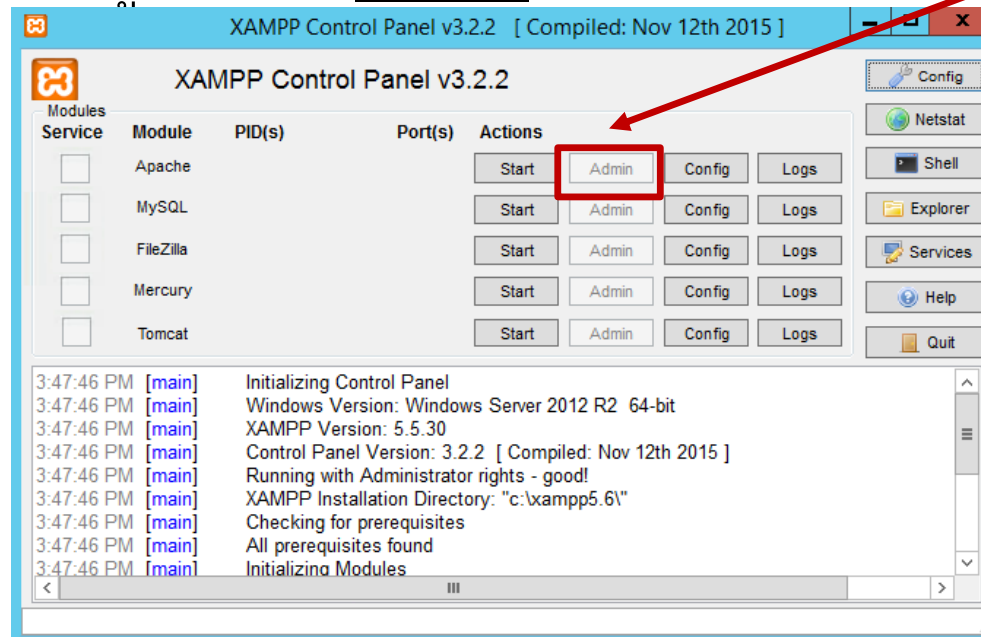 XAMPP Control Panel v3.2.2 [ Compiled: Nov 12th 2015 ]
XAMPP Control Panel v3.2.2
Config
Modules
Service Module PID(s) Port(s) Actions
Netstat
Apache Start Admin Config Logs
Shell
MySQL Start Admin Config Logs
Explorer
FileZilla Start Admin Config Logs
Services
Mercury Start Admin Config Logs
Help
Tomcat Start Admin Config Logs
Quit
3:47:46 PM [main] Initializing Control Panel
3:47:46 PM [main] Windows Version: Windows Server 2012 R2 64-bit
3:47:46 PM [main] XAMPP Version: 5.5.30
3:47:46 PM [main] Control Panel Version: 3.2.2 [ Compiled: Nov 12th 2015 ]
3:47:46 PM [main] Running with Administrator rights - good!
3:47:46 PM [main] XAMPP Installation Directory: "c:\xampp5.6\"
3:47:46 PM [main] Checking for prerequisites
3:47:46 PM [main] All prerequisites found
3:47:46 PM [main] Initializing Modules